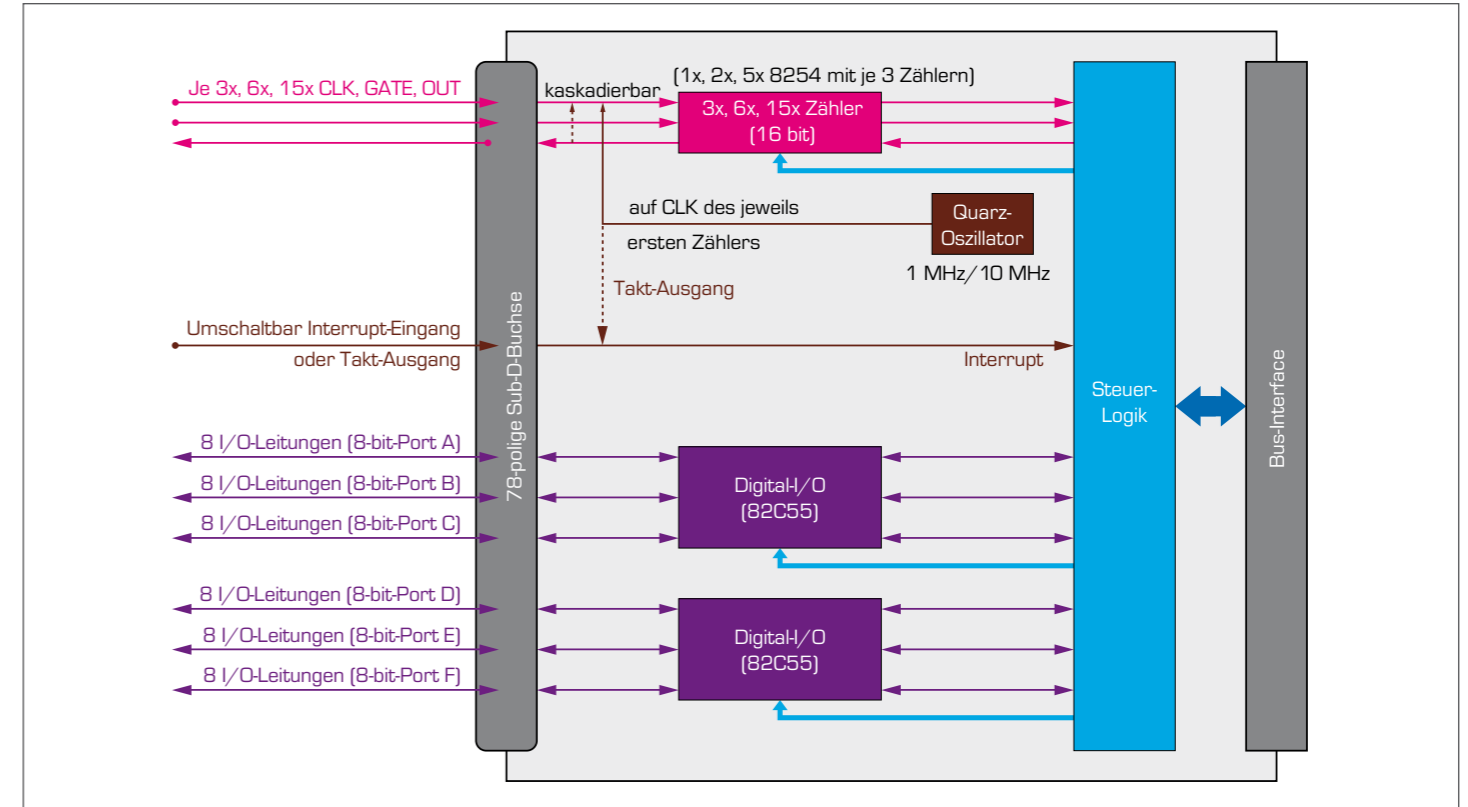 (1x, 2x, 5x 8254 mit je 3 Zählern)
Je 3x, 6x, 15x CLK, GATE, OUT
kaskadierbar
3x, 6x, 15x Zähler
(16 bit)
auf CLK des jeweils
ersten Zählers
Quarz-
Oszillator
1 MHz/10 MHz
Takt-Ausgang
Umschaltbar Interrupt-Eingang
oder Takt-Ausgang
Interrupt
78-polige Sub-D-Buchse
Steuer-
Logik
Bus-Interface
8 I/O-Leitungen (8-bit-Port A)
8 I/O-Leitungen (8-bit-Port B)
8 I/O-Leitungen (8-bit-Port C)
Digital-I/O
(82C55)
8 I/O-Leitungen (8-bit-Port D)
8 I/O-Leitungen (8-bit-Port E)
8 I/O-Leitungen (8-bit-Port F)
Digital-I/O
(82C55)